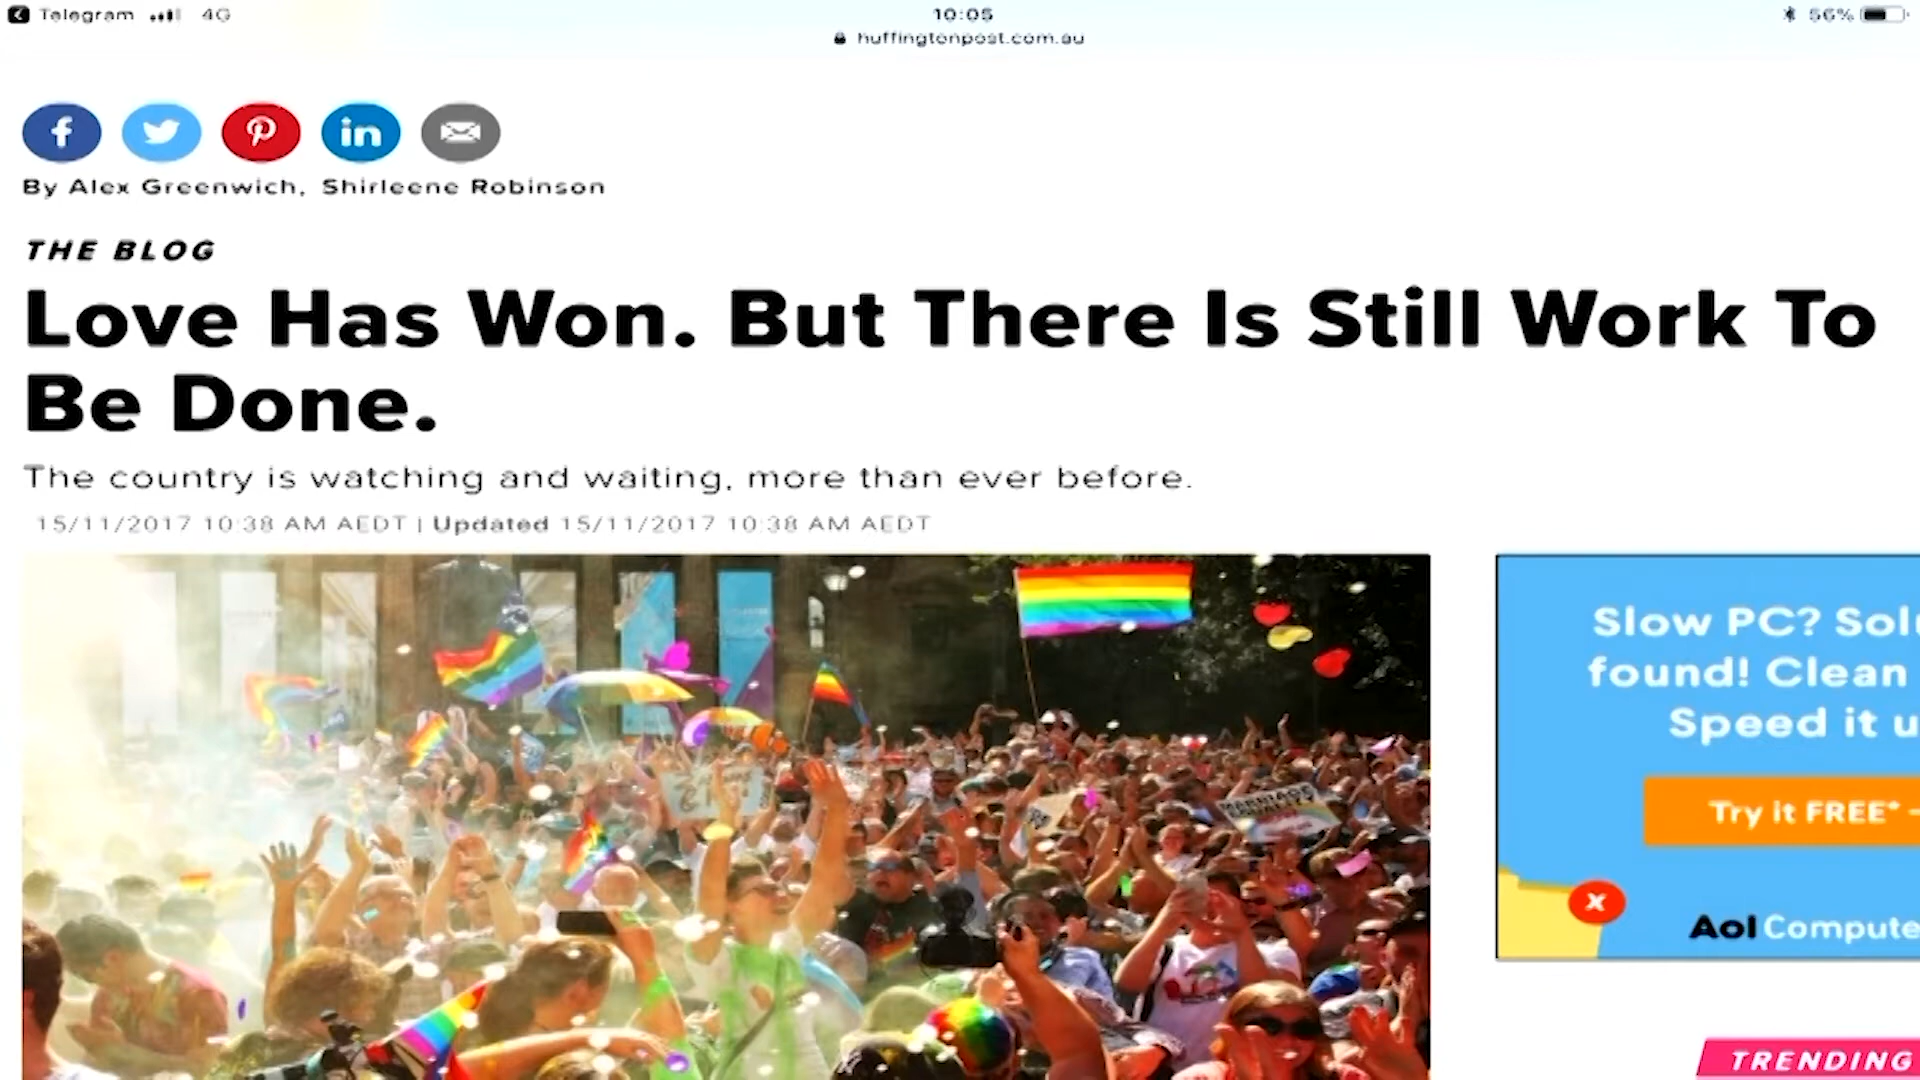 Telegram 4G 10:05 56%
huffingtonpost.com.au
By Alex Greenwich, Shirleene Robinson
THE BLOG
Love Has Won. But There Is Still Work To
Be Done.
The country is watching and waiting, more than ever before.
15/11/2017 10:38 AM AEDT | Updated 15/11/2017 10:38 AM AEDT
Slow PC? Solu
found! Clean
Speed it u
Try it FREE* -
Aol Compute
TRENDING